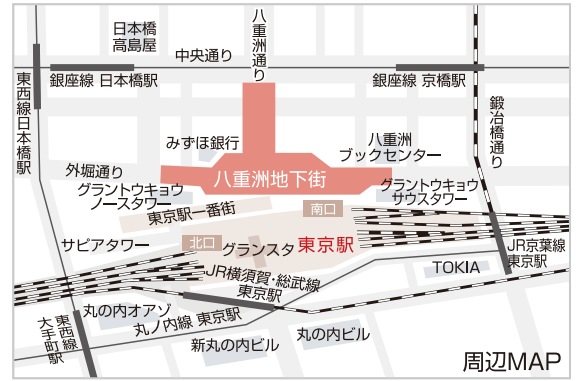 日本橋
高島屋
八重洲通り
中央通り
銀座線 日本橋駅
銀座線 京橋駅
東西線日本橋駅
鍛冶橋通り
みずほ銀行
八重洲
ブックセンター
外堀通り
八重洲地下街
グラントウキョウ
ノースタワー
グラントウキョウ
サウスタワー
東京駅一番街
南口
北口
サピアタワー
グランスタ
東京駅
JR京葉線
東京駅
TOKIA
JR横須賀・総武線
東京駅
丸の内オアゾ
丸ノ内線 東京駅
東西線
大手町駅
新丸の内ビル
丸の内ビル
周辺MAP